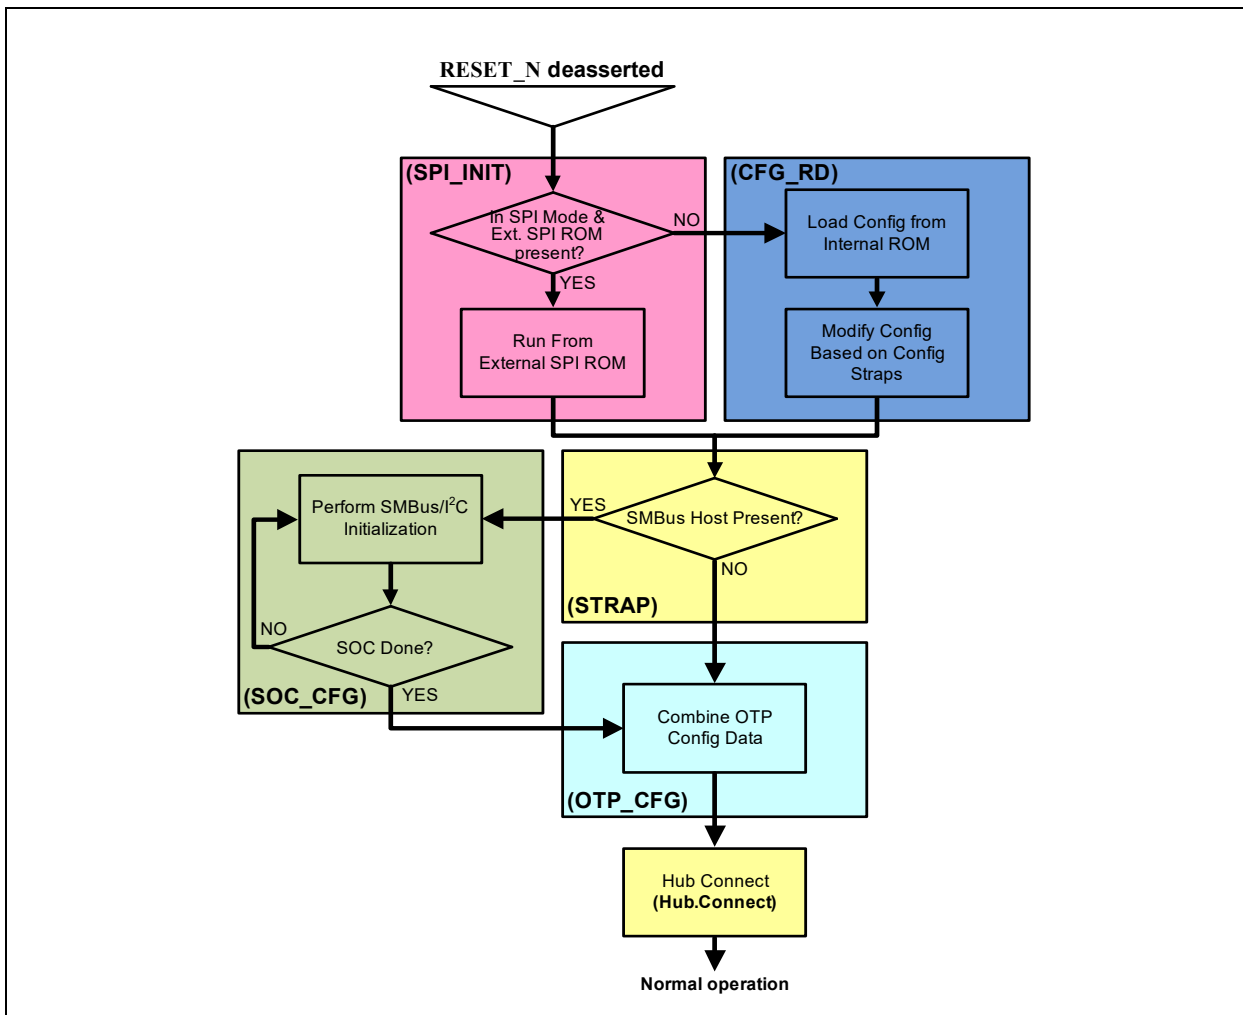 RESET_N deasserted
(SPI_INIT)
In SPI Mode &
Ext. SPI ROM
present?
NO
YES
Run From
External SPI ROM
(CFG_RD)
Load Config from
Internal ROM
Modify Config
Based on Config
Straps
SMBus Host Present?
YES
NO
(STRAP)
Perform SMBus/I²C
Initialization
SOC Done?
NO
YES
(SOC_CFG)
Combine OTP
Config Data
(OTP_CFG)
Hub Connect
(Hub.Connect)
Normal operation